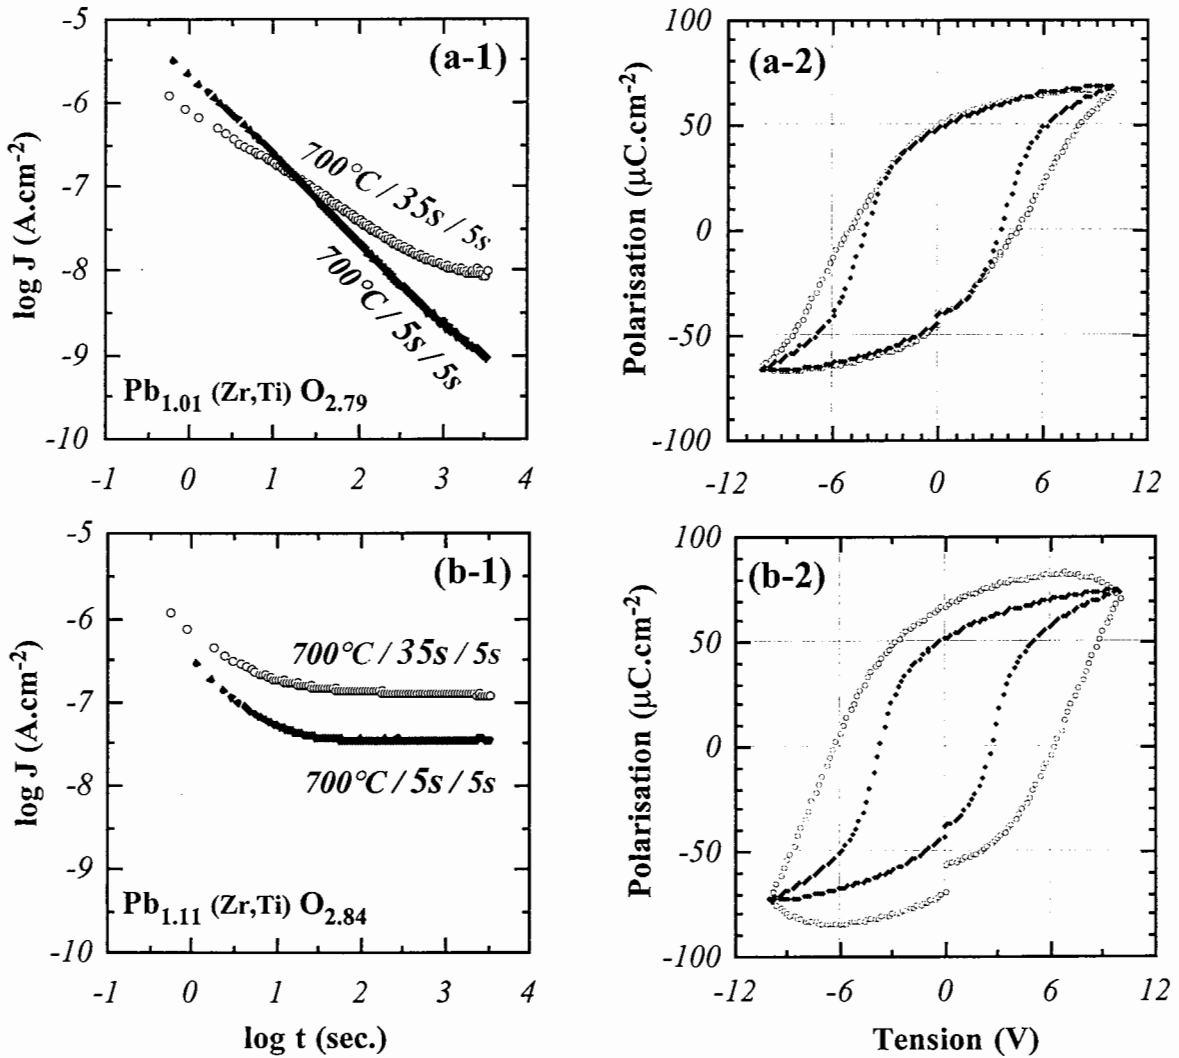 -5
-6
-7
-8
-9
-10
log J (A.cm-2)
(a-1)
700°C / 35s / 5s
700°C / 5s / 5s
Pb1.01 (Zr,Ti) O2.79
-1 0 1 2 3 4
100
50
0
-50
-100
Polarisation (µC.cm-2)
(a-2)
-12 -6 0 6 12
-5
-6
-7
-8
-9
-10
log J (A.cm-2)
(b-1)
700°C / 35s / 5s
700°C / 5s / 5s
Pb1.11 (Zr,Ti) O2.84
-1 0 1 2 3 4
log t (sec.)
100
50
0
-50
-100
Polarisation (µC.cm-2)
(b-2)
-12 -6 0 6 12
Tension (V)